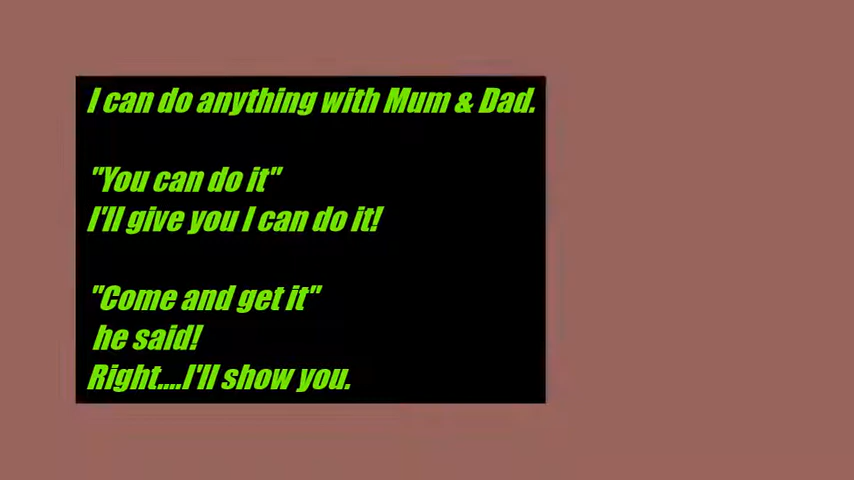 I can do anything with Mum & Dad.
"You can do it"
I'll give you I can do it!
"Come and get it"
he said!
Right....I'll show you.